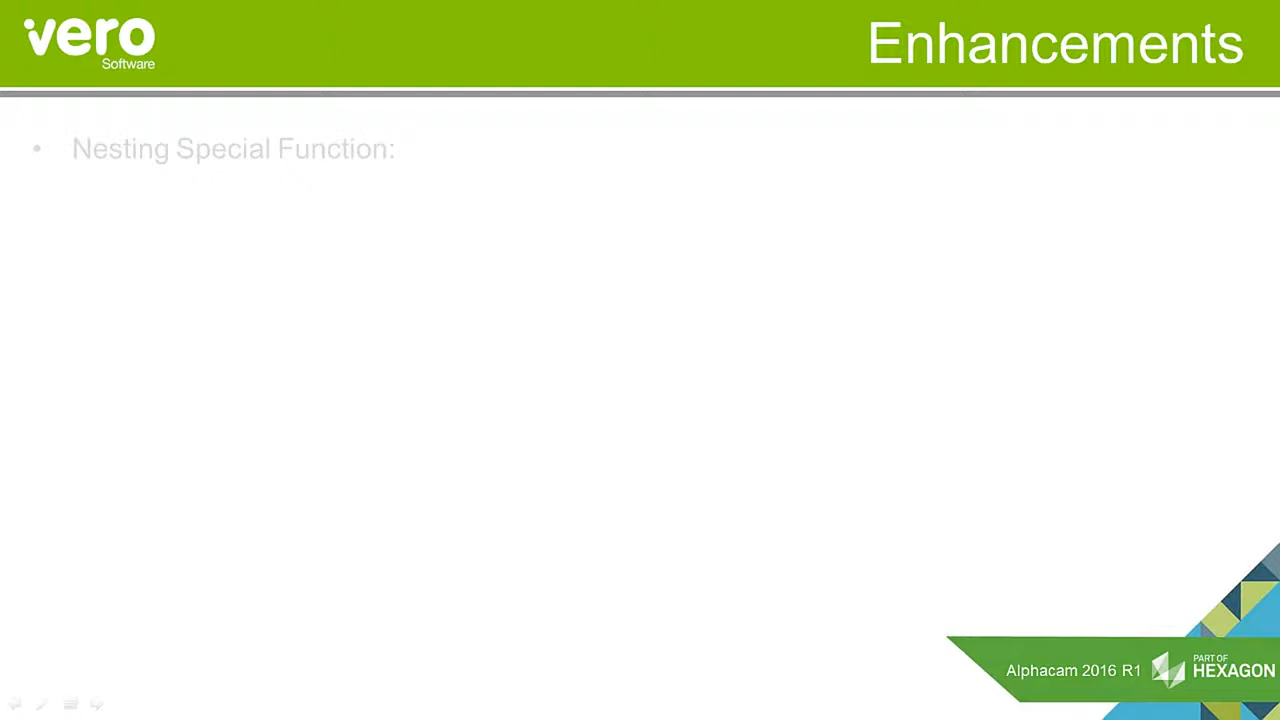 vero
Software
Enhancements
• Nesting Special Function:
Alphacam 2016 R1
PART OF
HEXAGON